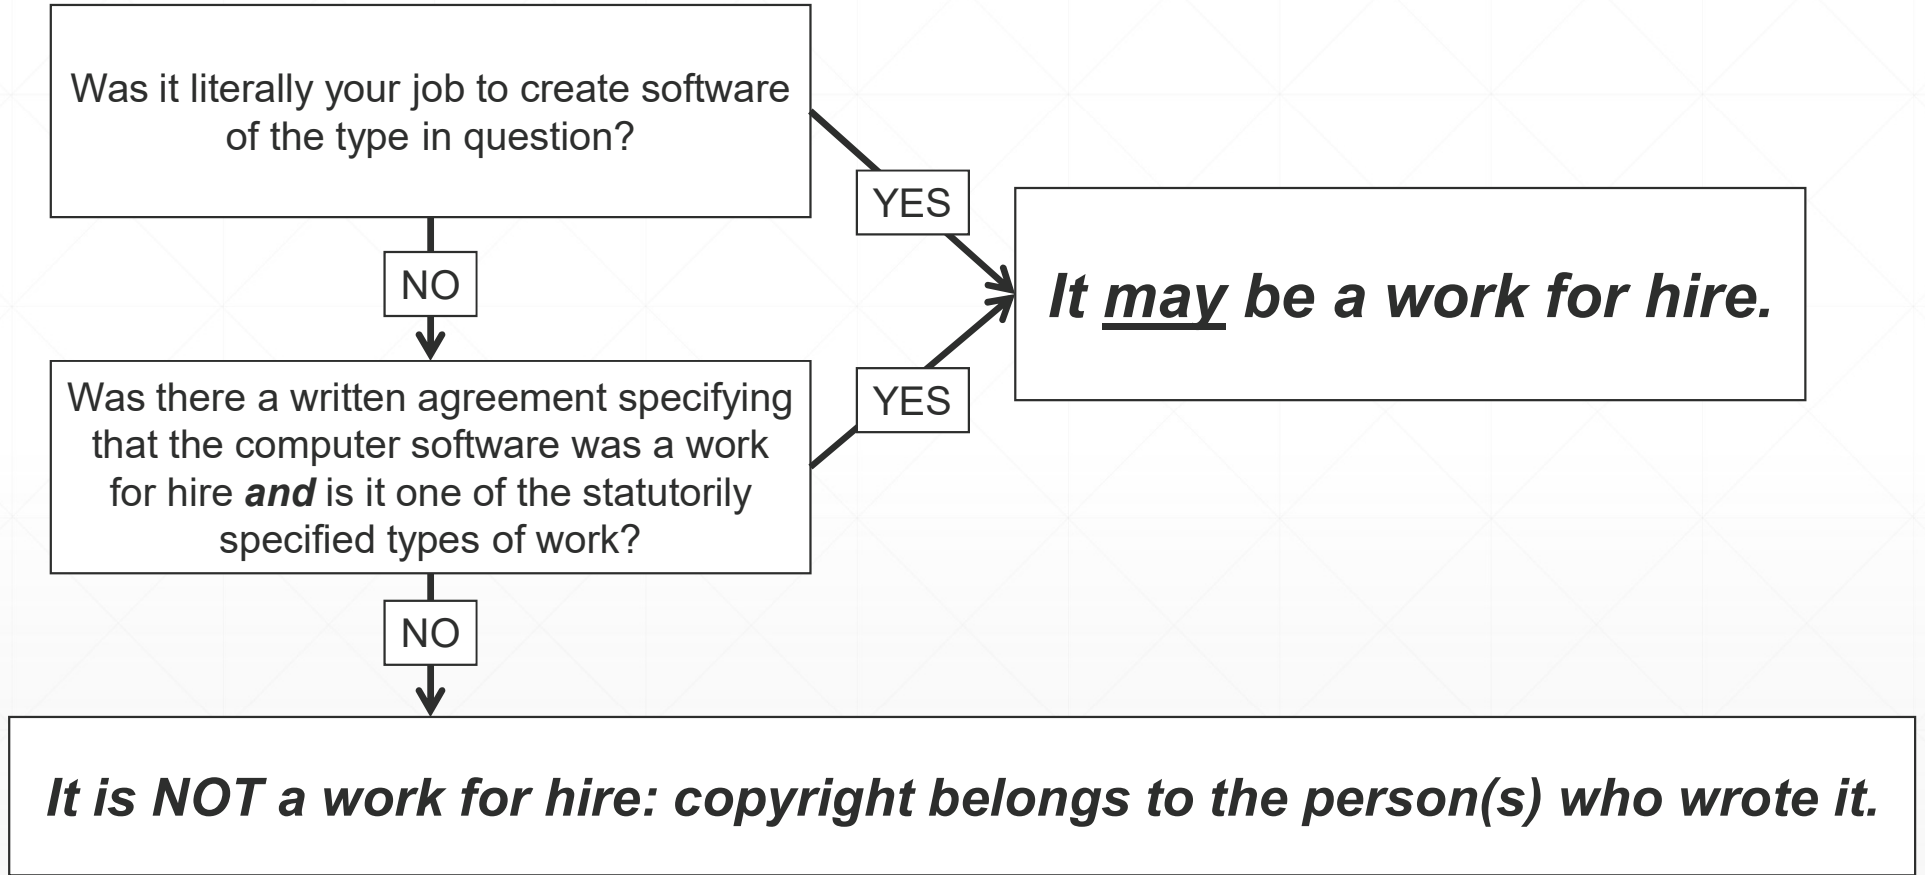 Was it literally your job to create software
of the type in question?
YES
NO
It may be a work for hire.
Was there a written agreement specifying
that the computer software was a work
for hire and is it one of the statutorily
specified types of work?
YES
NO
It is NOT a work for hire: copyright belongs to the person(s) who wrote it.